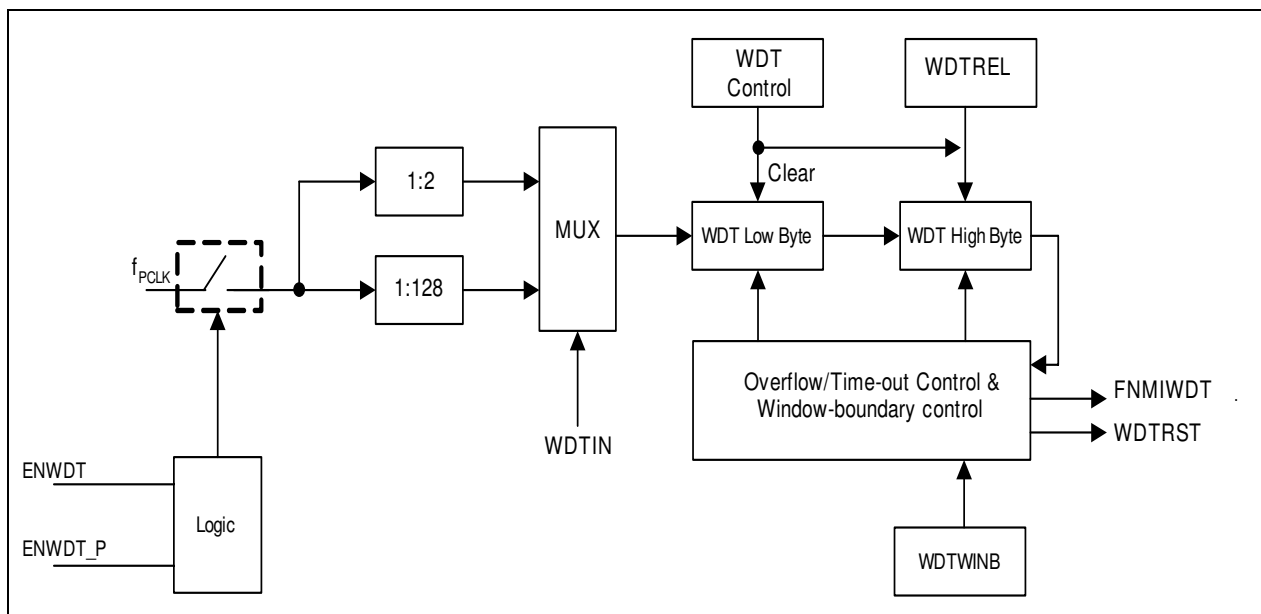 WDT
Control
WDTREL
1:2
Clear
MUX
WDT Low Byte
WDT High Byte
fPCLK
1:128
Overflow/Time-out Control &
Window-boundary control
FNMIWDT
.
WDTIN
WDTRST
ENWDT
Logic
ENWDT_P
WDTWINB